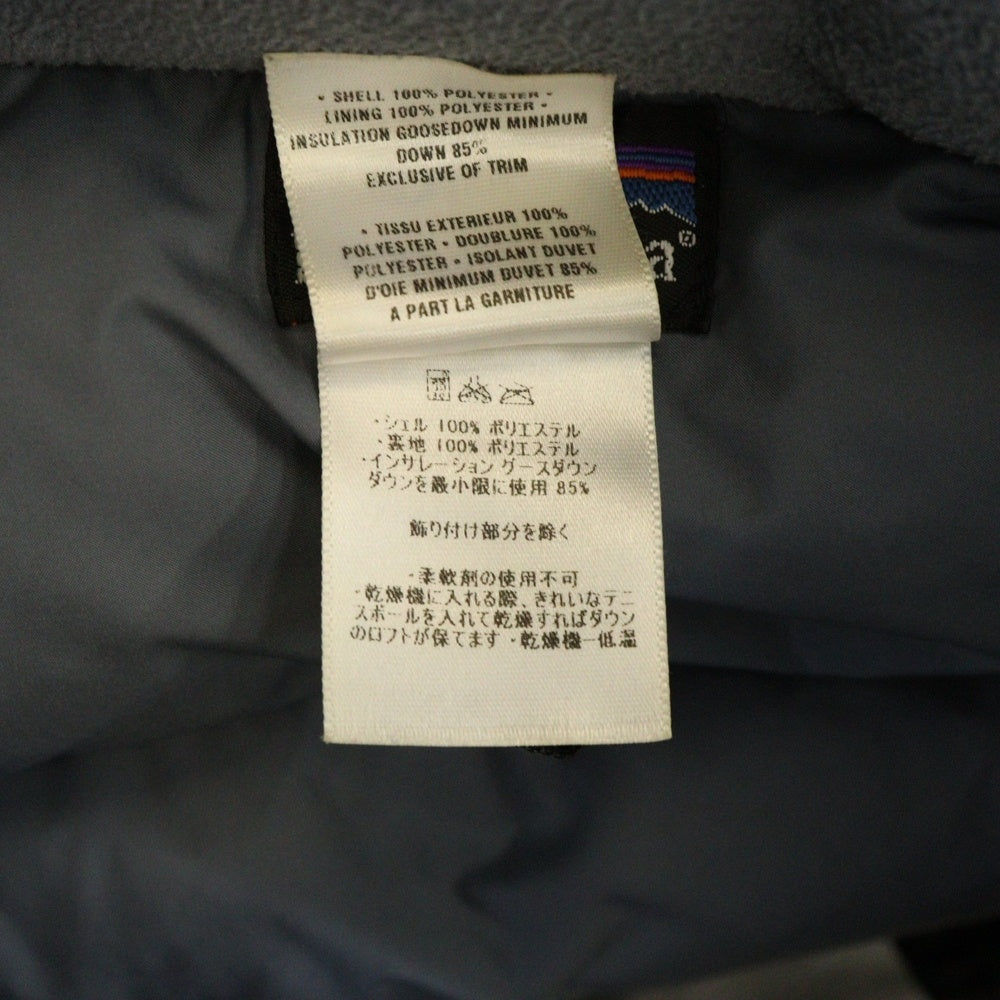 • SHELL 100% POLYESTER •
LINING 100% POLYESTER •
INSULATION GOOSEDOWN MINIMUM
DOWN 85%
EXCLUSIVE OF TRIM
• TISSU EXTERIEUR 100%
POLYESTER • DOUBLURE 100%
POLYESTER • ISOLANT DUVET
D'OIE MINIMUM DUVET 85%
A PART LA GARNITURE
a®
・シェル 100% ポリエステル
・裏地 100% ポリエステル
・インサレーション グースダウン
ダウンを最小限に使用 85%
飾り付け部分を除く
・柔軟剤の使用不可
・乾燥機に入れる際、きれいなテニ
スボールを入れて乾燥すればダウン
のロフトが保てます・乾燥機—低温